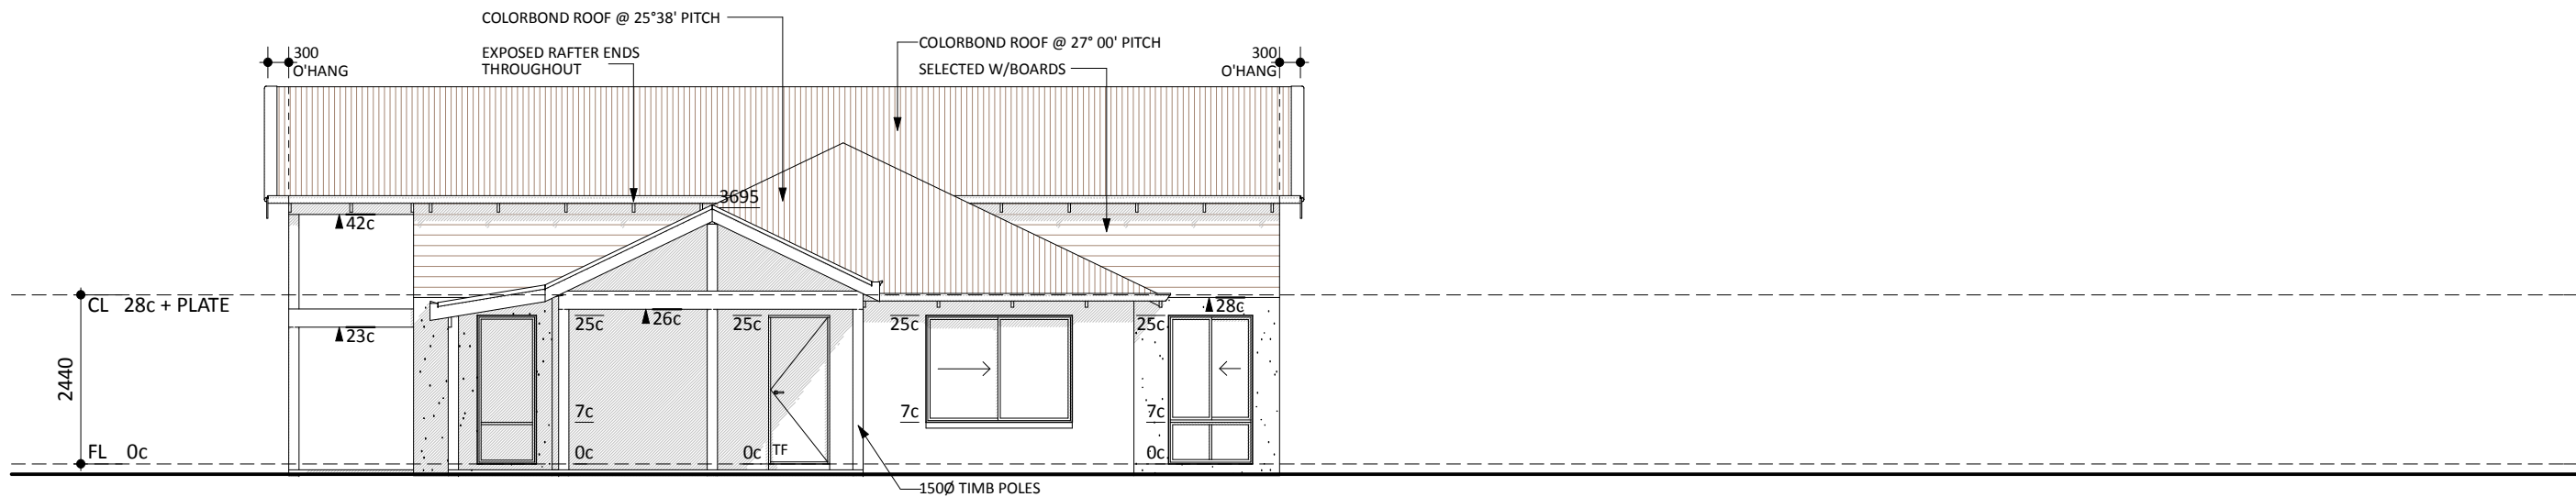 COLORBOND ROOF @ 25°38' PITCH
COLORBOND ROOF @ 27° 00' PITCH
300
O'HANG
EXPOSED RAFTER ENDS
THROUGHOUT
SELECTED W/BOARDS
300
O'HANG
3695
42c
CL 28c + PLATE
28c
23c
25c
26c
25c
25c
25c
2440
7c
7c
7c
FL 0c
0c
0c
TF
0c
150Ø TIMB POLES